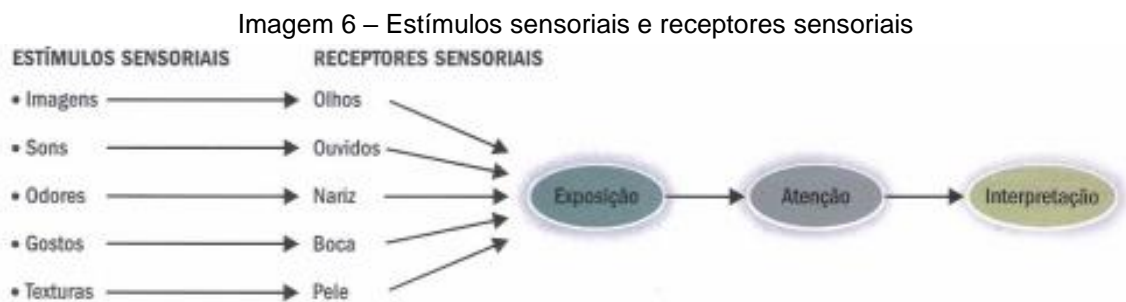 Imagem 6 – Estímulos sensoriais e receptores sensoriais
ESTÍMULOS SENSORIAIS RECEPTORES SENSORIAIS
• Imagens Olhos
• Sons Ouvidos
• Odores Nariz Exposição Atenção Interpretação
• Gostos Boca
• Texturas Pele